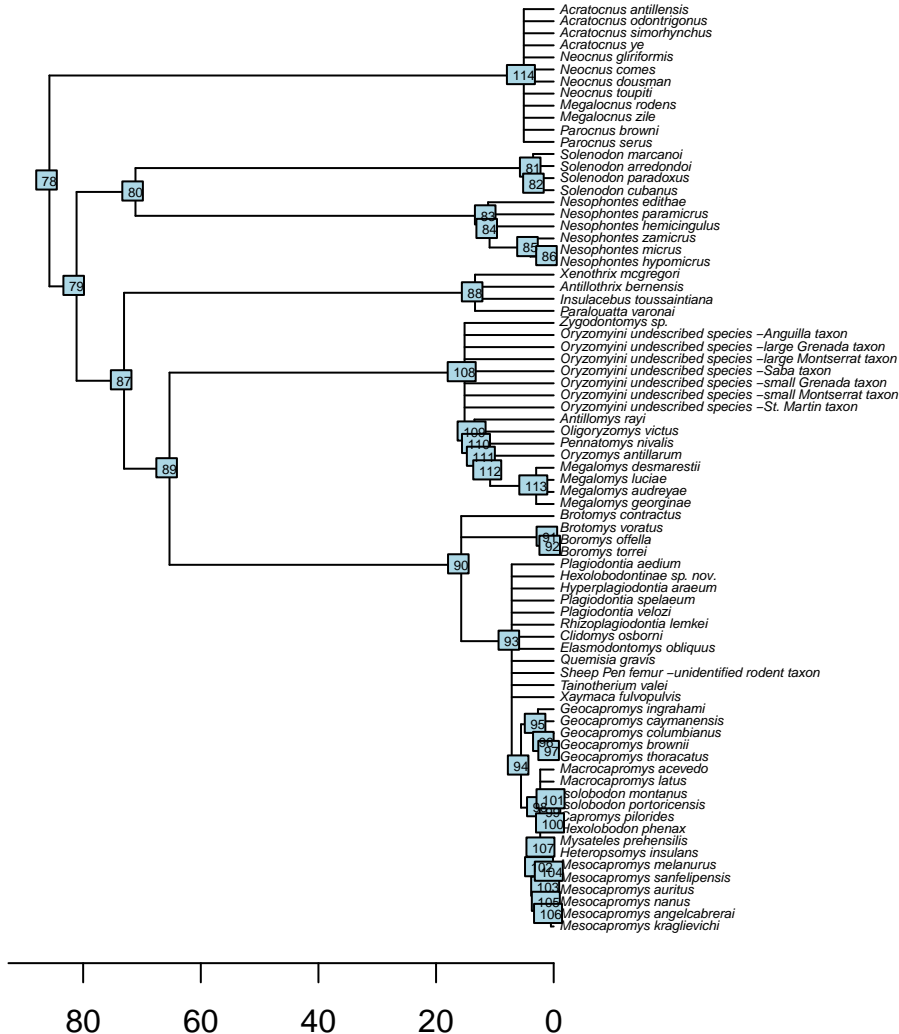 Acratocnus antillensis
Acratocnus odontrigonus
Acratocnus simorhynchus
Acratocnus ye
Neocnus gliriformis
114 Neocnus comes
Neocnus dousman
Neocnus toupiti
Megalocnus rodens
Megalocnus zile
Parocnus browni
Parocnus serus
Solenodon marcanoi
81 Solenodon arredondoi
78 82 Solenodon paradoxus
80 Solenodon cubanus
Nesophontes edithae
83 Nesophontes paramicrus
84 Nesophontes hemicingulus
Nesophontes zamicrus
85 Nesophontes micrus
86 Nesophontes hypomicrus
Xenothrix mcgregori
79 Antillothrix bernensis
88 Insulacebus toussaintiana
Paralouatta varonai
Zygodontomys sp.
Oryzomyini undescribed species −Anguilla taxon
Oryzomyini undescribed species −large Grenada taxon
Oryzomyini undescribed species −large Montserrat taxon
108 Oryzomyini undescribed species −Saba taxon
87 Oryzomyini undescribed species −small Grenada taxon
Oryzomyini undescribed species −small Montserrat taxon
Oryzomyini undescribed species −St. Martin taxon
Antillomys rayi
109 Oligoryzomys victus
110 Pennatomys nivalis
111 Oryzomys antillarum
89 112 Megalomys desmarestii
113 Megalomys luciae
Megalomys audreyae
Megalomys georginae
Brotomys contractus
Brotomys voratus
91 Boromys offella
92 Boromys torrei
90 Plagiodontia aedium
Hexolobodontinae sp. nov.
Hyperplagiodontia araeum
Plagiodontia spelaeum
Plagiodontia velozi
Rhizoplagiodontia lemkei
93 Clidomys osborni
Elasmodontomys obliquus
Quemisia gravis
Sheep Pen femur −unidentified rodent taxon
Tainotherium valei
Xaymaca fulvopulvis
Geocapromys ingrahami
95 Geocapromys caymanensis
Geocapromys columbianus
96 Geocapromys brownii
97 Geocapromys thoracatus
94 Macrocapromys acevedo
Macrocapromys latus
101 Isolobodon montanus
98 99 Isolobodon portoricensis
Capromys pilorides
100 Hexolobodon phenax
Mysateles prehensilis
107 Heteropsomys insulans
102 Mesocapromys melanurus
104 Mesocapromys sanfelipensis
103 Mesocapromys auritus
105 Mesocapromys nanus
106 Mesocapromys angelcabrerai
Mesocapromys kraglievichi
80 60 40 20 0